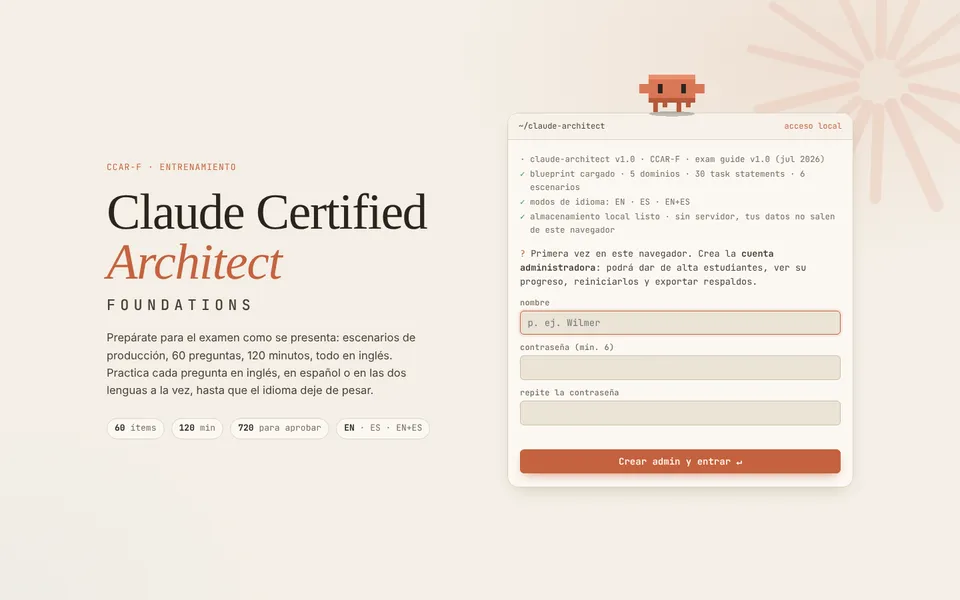 CCAR-F · ENTRENAMIENTO
Claude Certified
Architect
FOUNDATIONS
Prepárate para el examen como se presenta: escenarios de
producción, 60 preguntas, 120 minutos, todo en inglés.
Practica cada pregunta en inglés, en español o en las dos
lenguas a la vez, hasta que el idioma deje de pesar.
60 ítems
120 min
720 para aprobar
EN · ES · EN+ES
~/claude-architect
acceso local
· claude-architect v1.0 · CCAR-F · exam guide v1.0 (jul 2026)
✓ blueprint cargado · 5 dominios · 30 task statements · 6
escenarios
✓ modos de idioma: EN · ES · EN+ES
✓ almacenamiento local listo · sin servidor, tus datos no salen
de este navegador
? Primera vez en este navegador. Crea la cuenta
administradora: podrá dar de alta estudiantes, ver su
progreso, reiniciarlos y exportar respaldos.
nombre
p. ej. Wilmer
contraseña (mín. 6)
repite la contraseña
Crear admin y entrar ↵